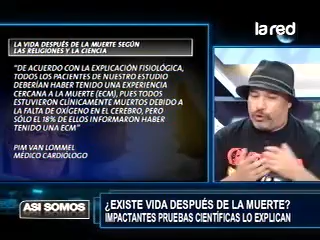 la red
LA VIDA DESPUÉS DE LA MUERTE SEGÚN
LAS RELIGIONES Y LA CIENCIA
"DE ACUERDO CON LA EXPLICACIÓN FISIOLÓGICA,
TODOS LOS PACIENTES DE NUESTRO ESTUDIO
DEBERÍAN HABER TENIDO UNA EXPERIENCIA
CERCANA A LA MUERTE (ECM), PUES TODOS
ESTUVIERON CLÍNICAMENTE MUERTOS DEBIDO A
LA FALTA DE OXÍGENO EN EL CEREBRO, PERO
SÓLO EL 18% DE ELLOS INFORMARON HABER
TENIDO UNA ECM"
PIM VAN LOMMEL
MÉDICO CARDIÓLOGO
ASI SOMOS
¿EXISTE VIDA DESPUÉS DE LA MUERTE?
IMPACTANTES PRUEBAS CIENTÍFICAS LO EXPLICAN